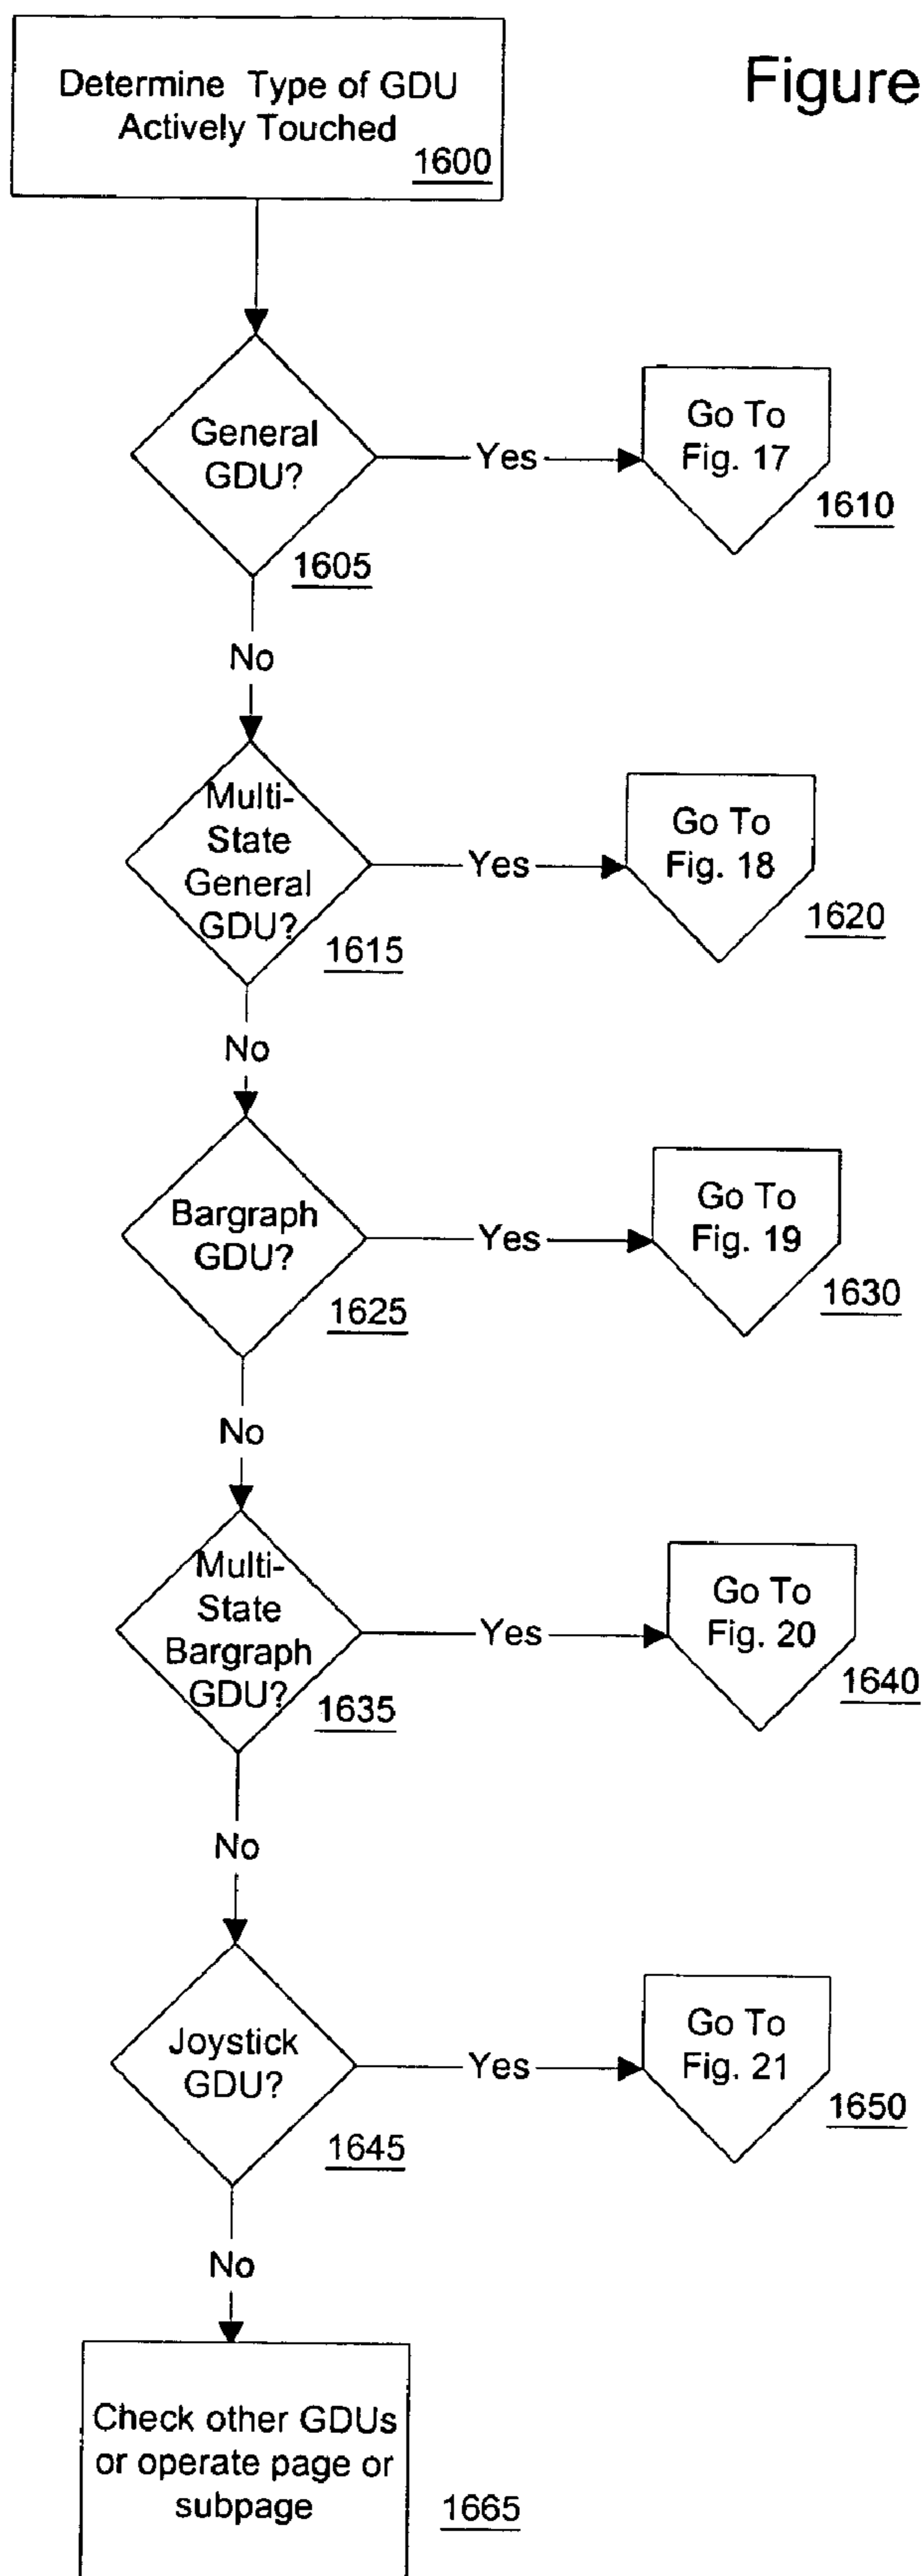 Figure
Determine Type of GDU
Actively Touched
1600
General
GDU?
1605
Yes
Go To
Fig. 17
1610
No
Multi-
State
General
GDU?
1615
Yes
Go To
Fig. 18
1620
No
Bargraph
GDU?
1625
Yes
Go To
Fig. 19
1630
No
Multi-
State
Bargraph
GDU?
1635
Yes
Go To
Fig. 20
1640
No
Joystick
GDU?
1645
Yes
Go To
Fig. 21
1650
No
Check other GDUs
or operate page or
subpage
1665